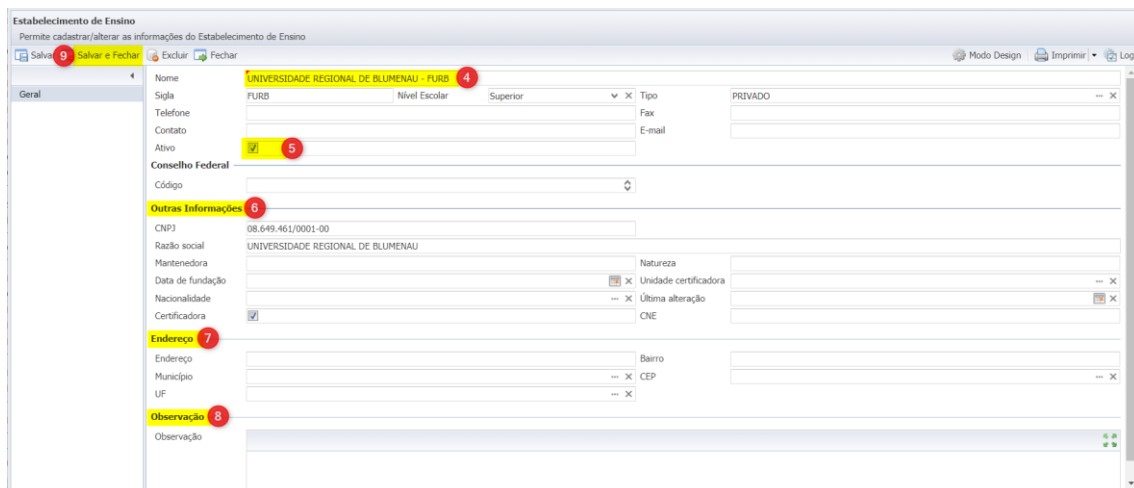 Estabelecimento de Ensino
Permite cadastrar/alterar as informações do Estabelecimento de Ensino
Salva 9 Salvar e Fechar Excluir Fechar Modo Design Imprimir Log
Geral
Nome UNIVERSIDADE REGIONAL DE BLUMENAU - FURB 4
Sigla FURB Nível Escolar Superior Tipo PRIVADO
Telefone Fax
Contato E-mail
Ativo 5
Conselho Federal
Código
Outras Informações 6
CNPJ 08.649.461/0001-00
Razão social UNIVERSIDADE REGIONAL DE BLUMENAU
Mantenedora Natureza
Data de fundação Unidade certificadora
Nacionalidade Última alteração
Certificadora CNE
Endereço 7
Endereço Bairro
Município CEP
UF
Observação 8
Observação